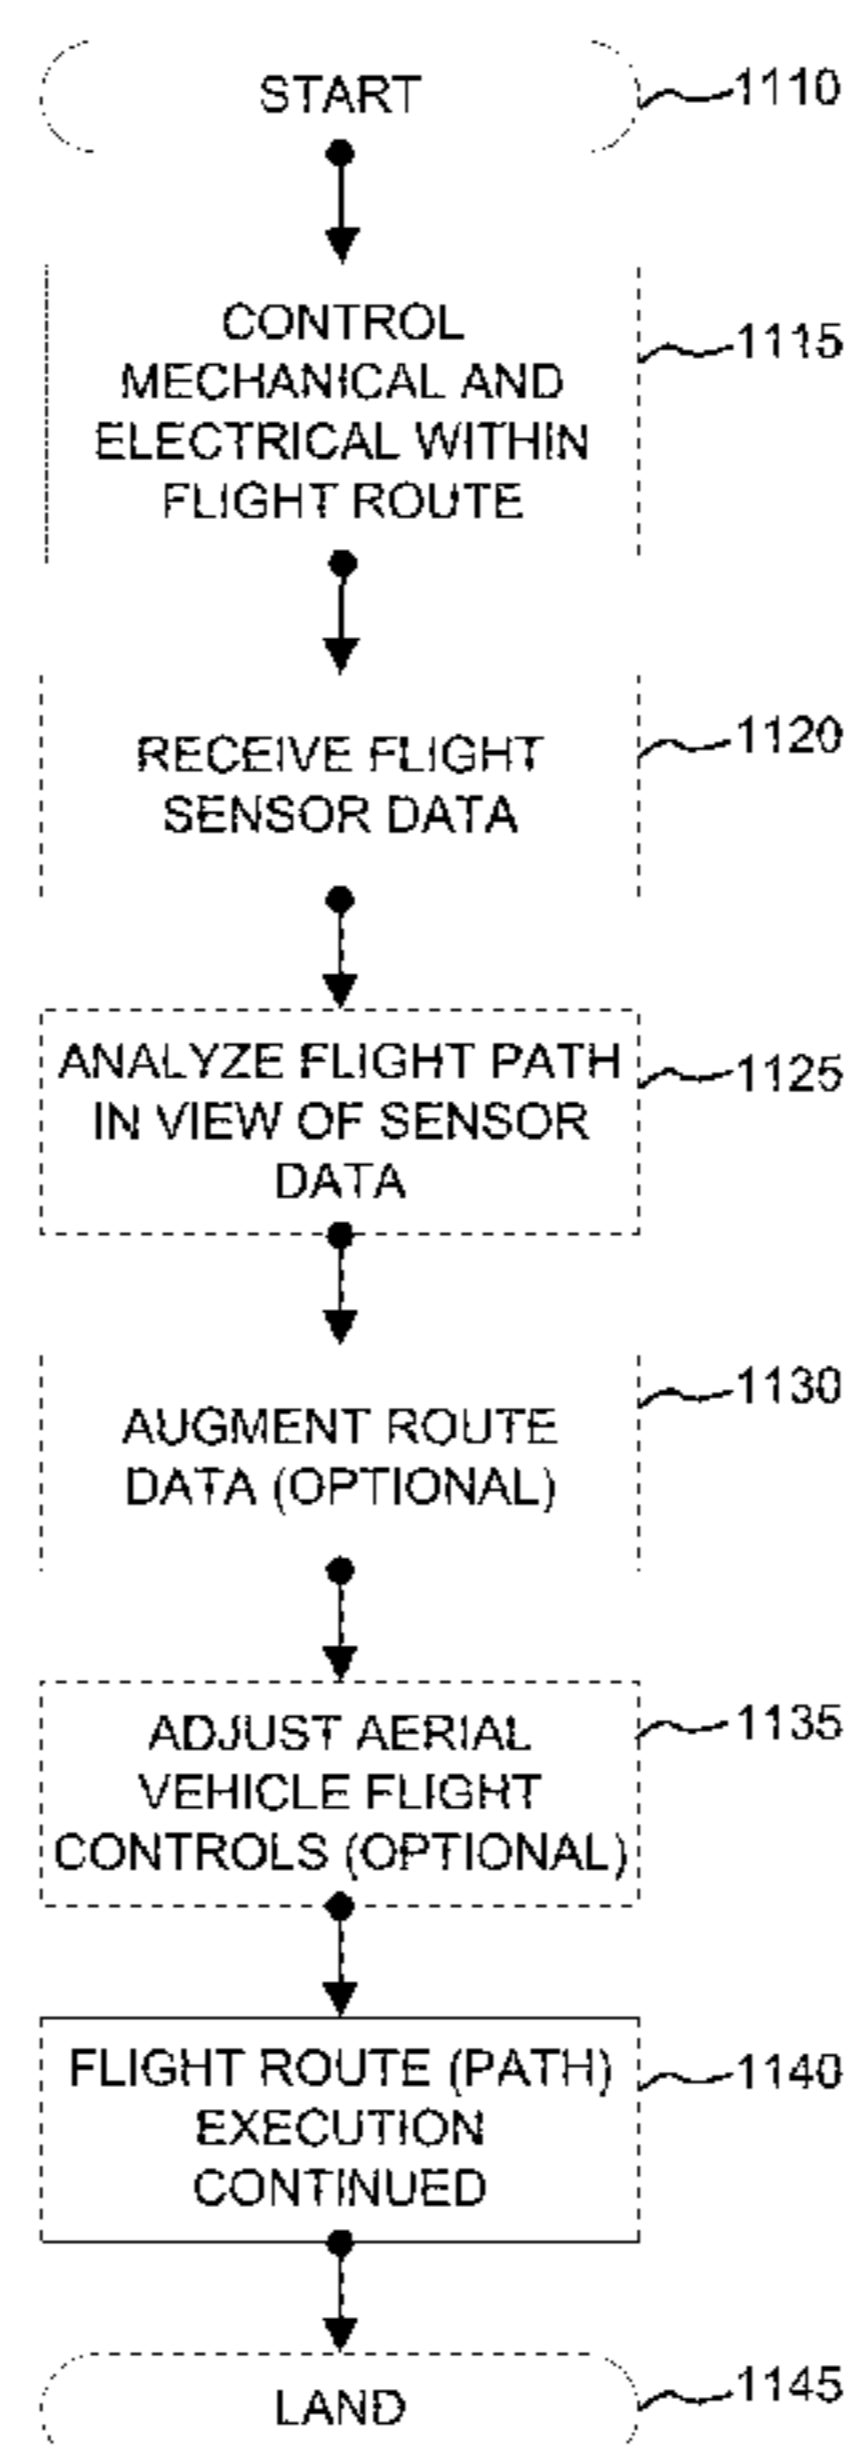 START
1110
CONTROL
MECHANICAL AND
ELECTRICAL WITHIN
FLIGHT ROUTE
1115
RECEIVE FLIGHT
SENSOR DATA
1120
ANALYZE FLIGHT PATH
IN VIEW OF SENSOR
DATA
1125
AUGMENT ROUTE
DATA (OPTIONAL)
1130
ADJUST AERIAL
VEHICLE FLIGHT
CONTROLS (OPTIONAL)
1135
FLIGHT ROUTE (PATH)
EXECUTION
CONTINUED
1140
LAND
1145